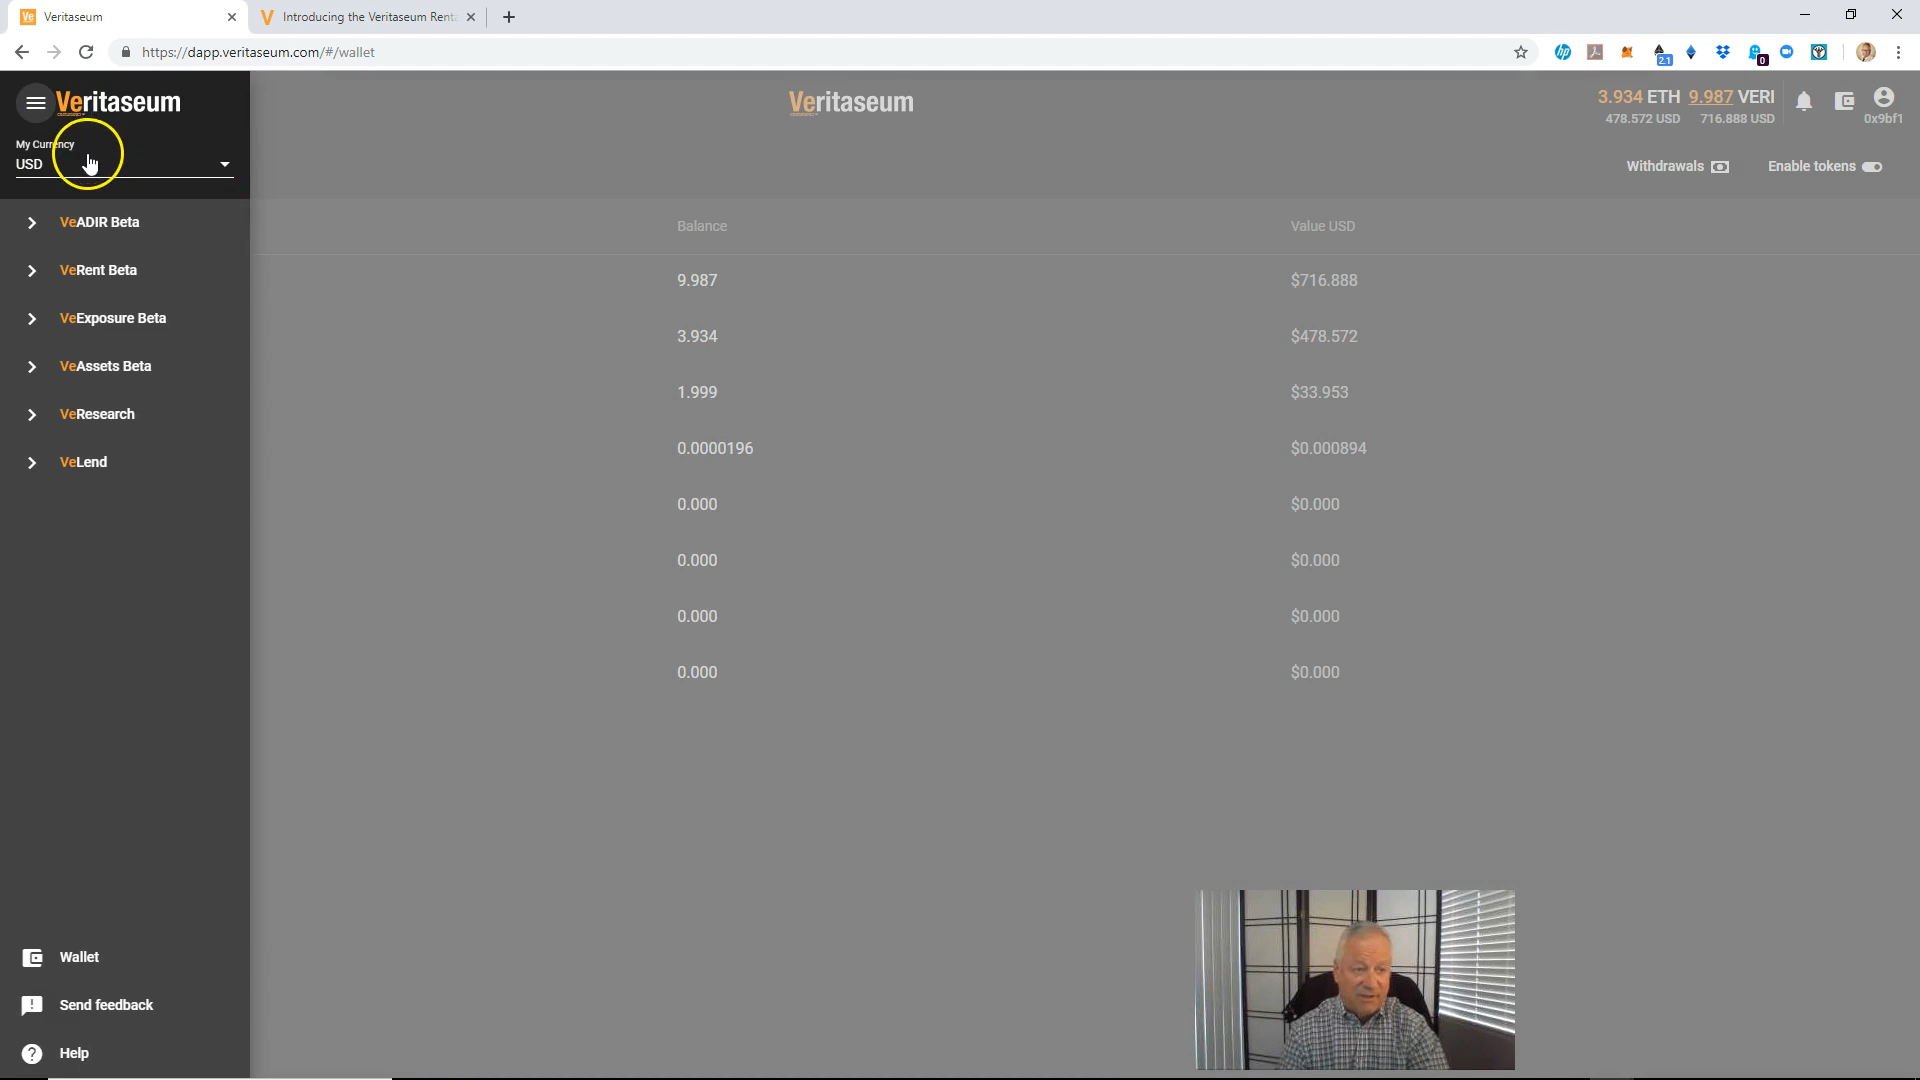 Veritaseum
Introducing the Veritaseum Renta
https://dapp.veritaseum.com/#/wallet
2.1
0
Veritaseum
My Currency
USD
VeADIR Beta
VeRent Beta
VeExposure Beta
VeAssets Beta
VeResearch
VeLend
Wallet
Send feedback
Help
Veritaseum
3.934 ETH 9.987 VERI
478.572 USD 716.888 USD
0x9bf1
Withdrawals
Enable tokens
Balance Value USD
9.987 $716.888
3.934 $478.572
1.999 $33.953
0.0000196 $0.000894
0.000 $0.000
0.000 $0.000
0.000 $0.000
0.000 $0.000